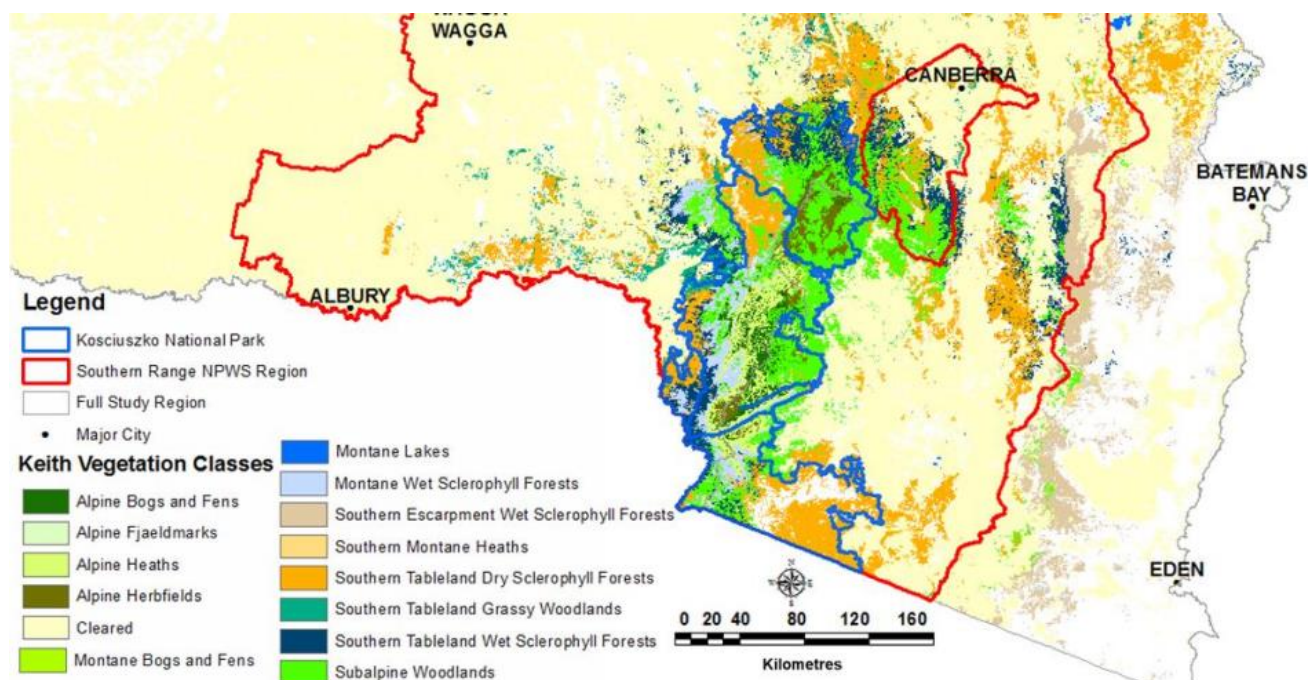 WAGGA
WAGGA
CANBERRA
BATEMANS
BAY
ALBURY
EDEN
Legend
Kosciuszko National Park
Southern Range NPWS Region
Full Study Region
Major City
Keith Vegetation Classes
Alpine Bogs and Fens
Alpine Fjaeldmarks
Alpine Heaths
Alpine Herbfields
Cleared
Montane Bogs and Fens
Montane Lakes
Montane Wet Sclerophyll Forests
Southern Escarpment Wet Sclerophyll Forests
Southern Montane Heaths
Southern Tableland Dry Sclerophyll Forests
Southern Tableland Grassy Woodlands
Southern Tableland Wet Sclerophyll Forests
Subalpine Woodlands
0 20 40 80 120 160
Kilometres